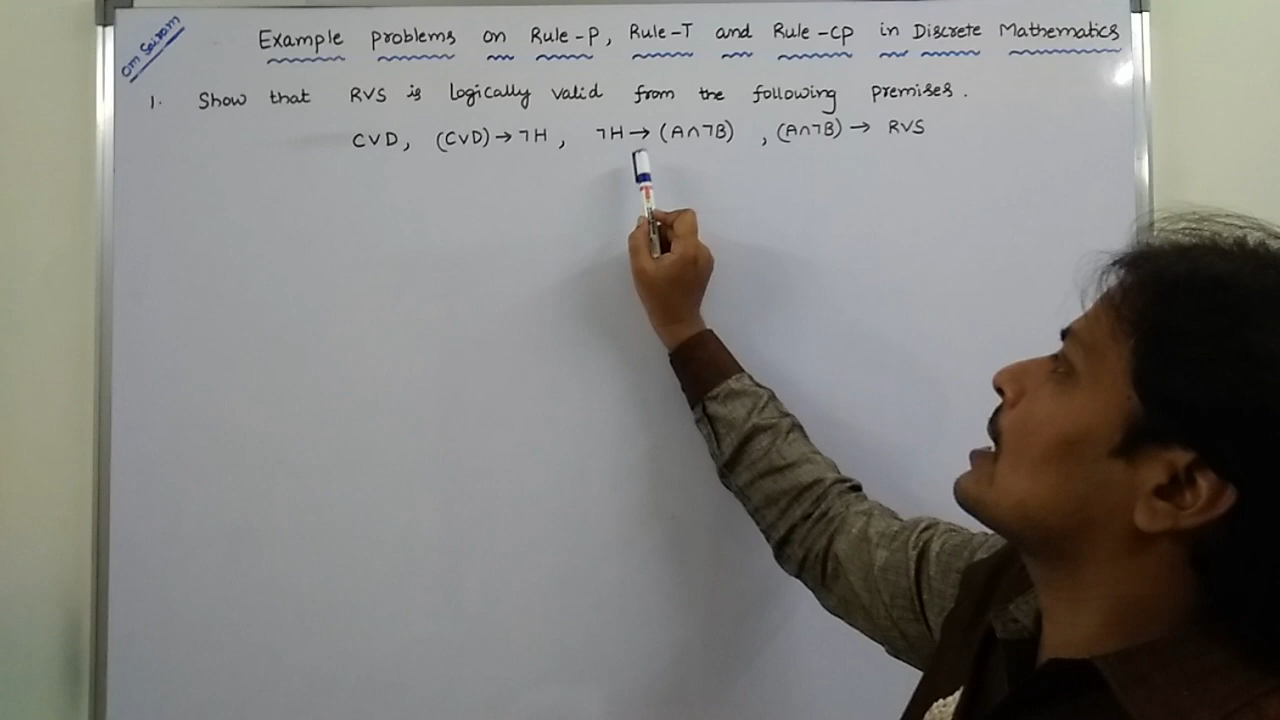 Om Sairam
Example problems on Rule-P, Rule-T and Rule-CP in Discrete Mathematics
1. Show that RVS is logically valid from the following premises.
CVD, (CVD)→¬H, ¬H→(A∩¬B), (A∩¬B)→ RVS